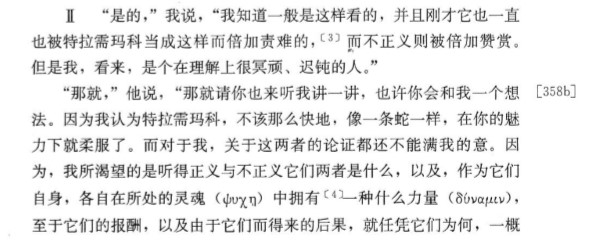 Ⅱ “是的，”我说，“我知道一般是这样看的，并且刚才它也一直
也被特拉需玛科当成这样而倍加责难的，〔3〕而不正义则被倍加赞赏。
但是我，看来，是个在理解上很冥顽、迟钝的人。”
“那就，”他说，“那就请你也来听我讲一讲，也许你会和我一个想 [358b]
法。因为我认为特拉需玛科，不该那么快地，像一条蛇一样，在你的魅
力下就柔服了。而对于我，关于这两者的论证都还不能满我的意。因
为，我所渴望的是听得正义与不正义它们两者是什么，以及，作为它们
自身，各自在所处的灵魂（ψυχη）中拥有〔4〕一种什么力量（δύναμιν），
至于它们的报酬，以及由于它们而得来的后果，就任凭它们为何，一概